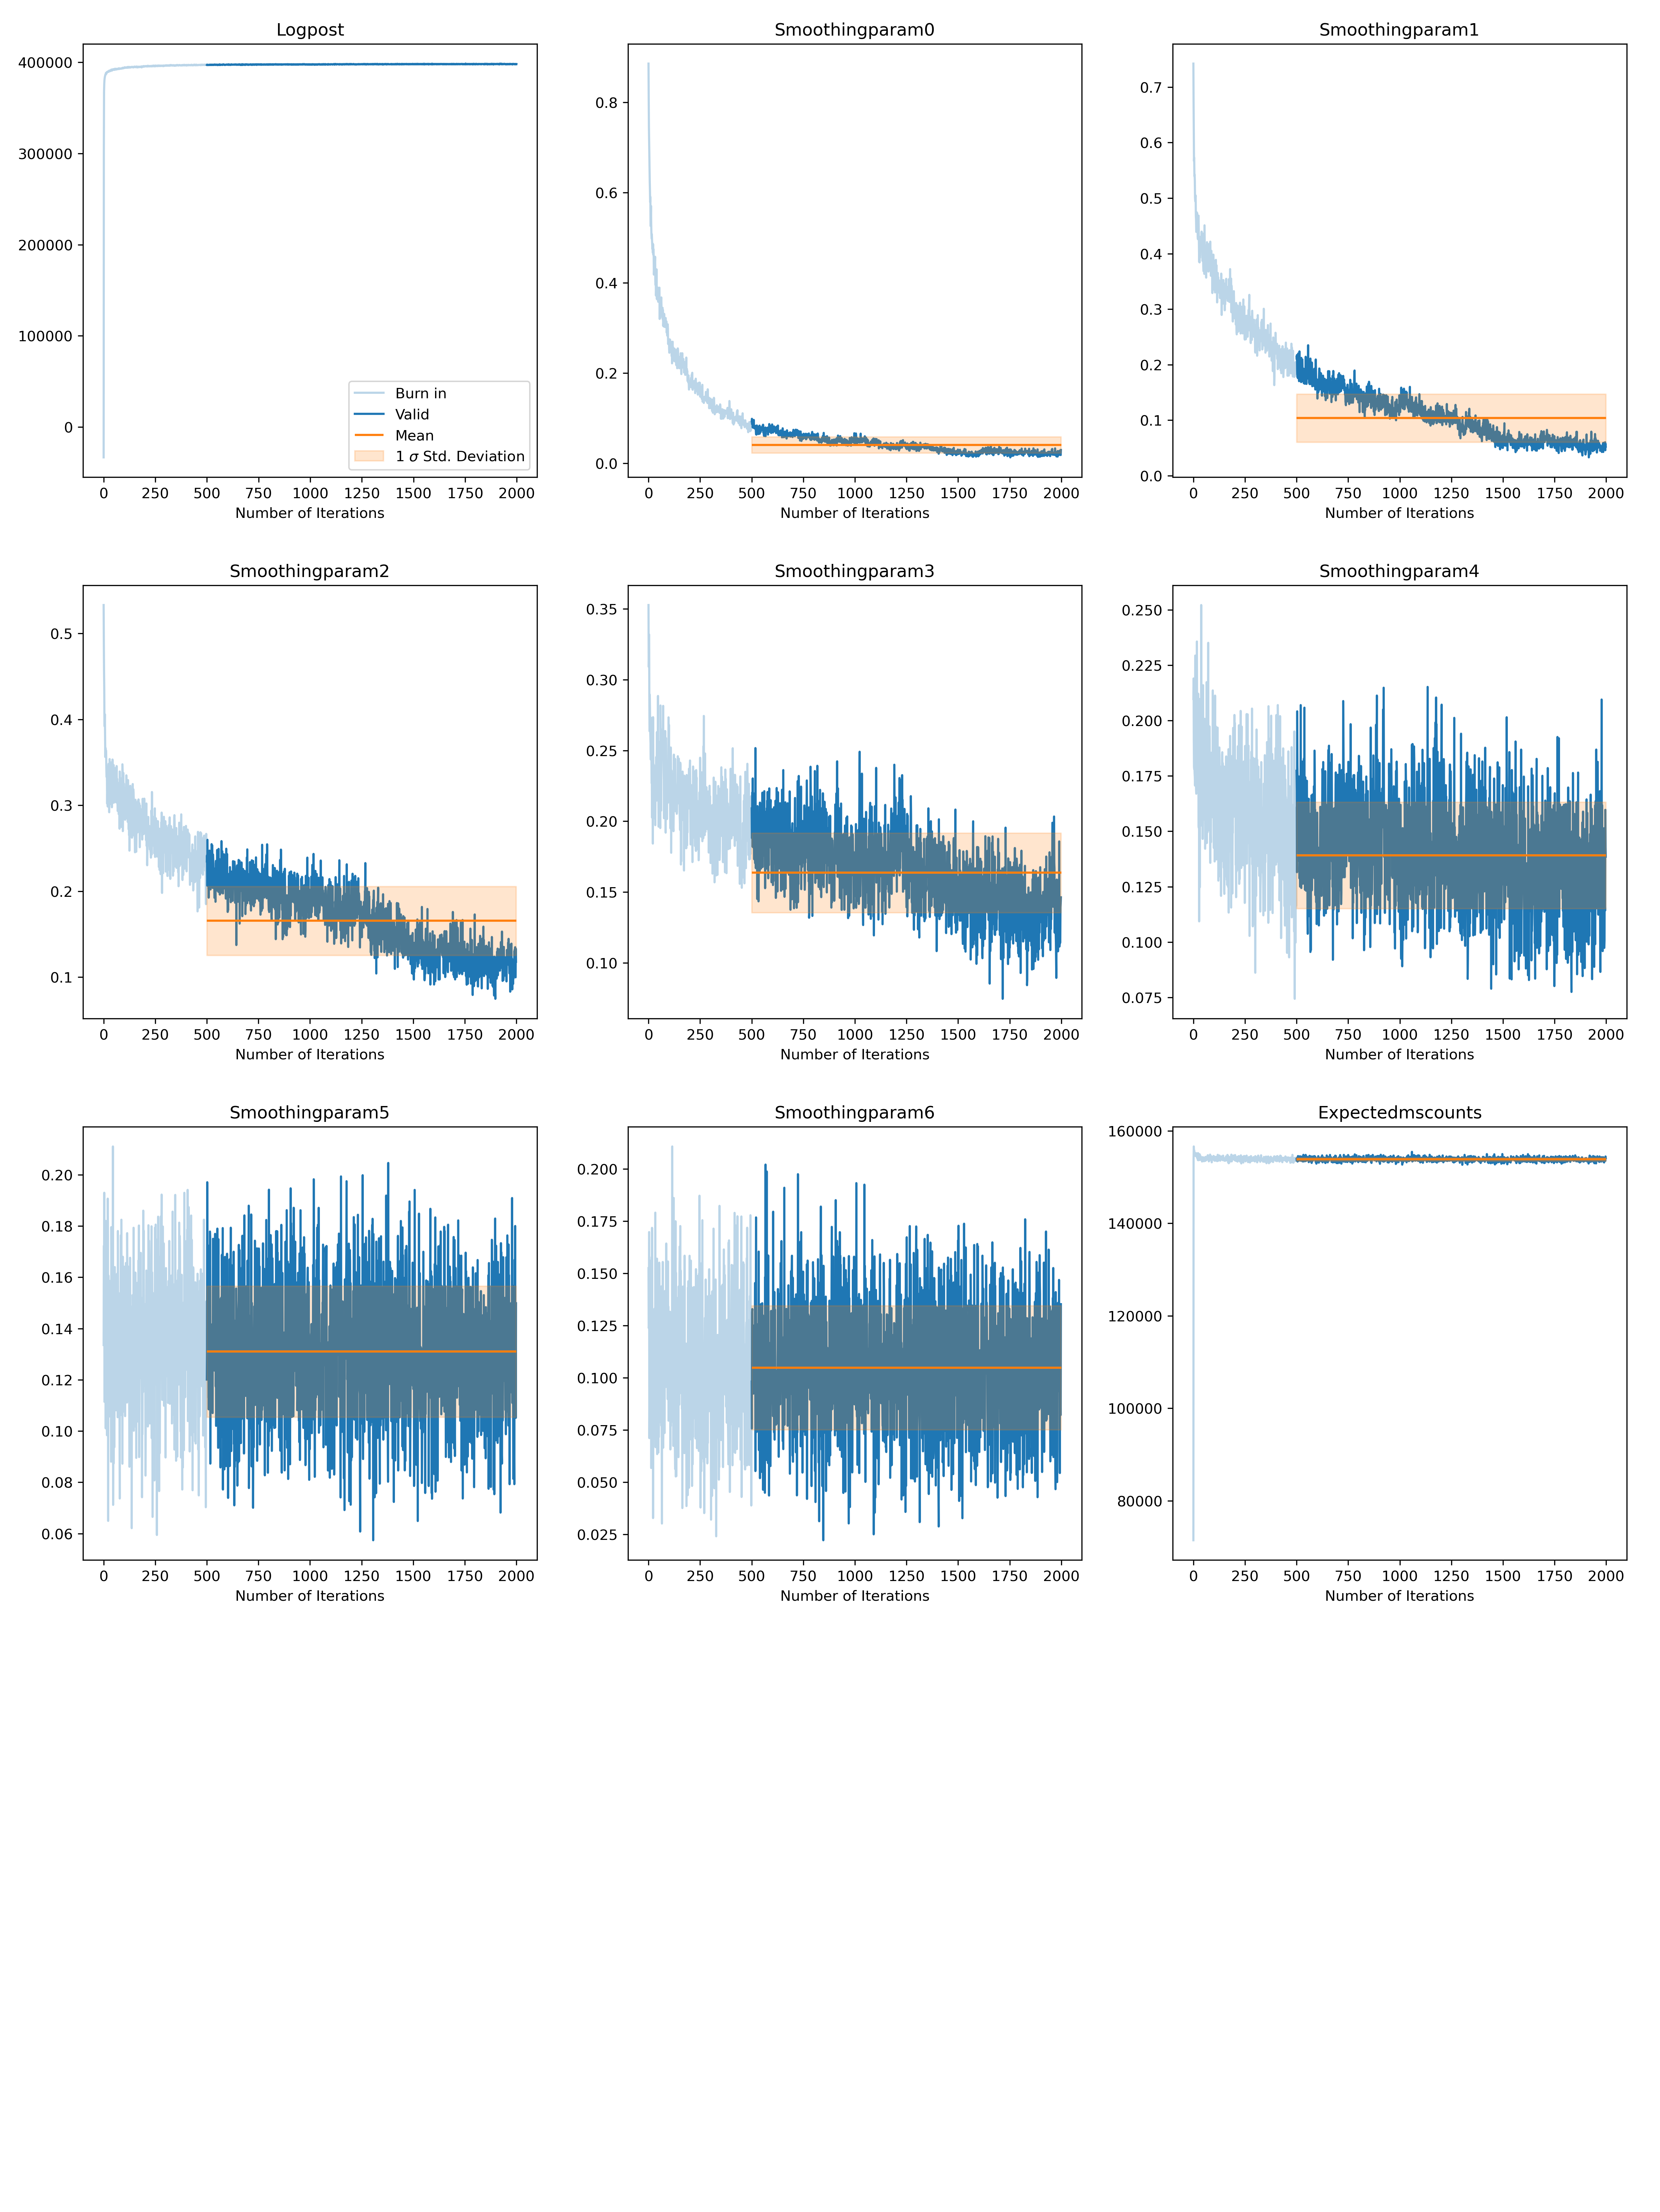 Logpost
Smoothingparam0
Smoothingparam1
400000
300000
200000
100000
0
Burn in
Valid
Mean
1 σ Std. Deviation
0.8
0.6
0.4
0.2
0.0
0.7
0.6
0.5
0.4
0.3
0.2
0.1
0.0
0 250 500 750 1000 1250 1500 1750 2000
0 250 500 750 1000 1250 1500 1750 2000
0 250 500 750 1000 1250 1500 1750 2000
Number of Iterations
Number of Iterations
Number of Iterations
Smoothingparam2
Smoothingparam3
Smoothingparam4
0.5
0.4
0.3
0.2
0.1
0.35
0.30
0.25
0.20
0.15
0.10
0.250
0.225
0.200
0.175
0.150
0.125
0.100
0.075
0 250 500 750 1000 1250 1500 1750 2000
0 250 500 750 1000 1250 1500 1750 2000
0 250 500 750 1000 1250 1500 1750 2000
Number of Iterations
Number of Iterations
Number of Iterations
Smoothingparam5
Smoothingparam6
Expectedmscounts
0.20
0.18
0.16
0.14
0.12
0.10
0.08
0.06
0.200
0.175
0.150
0.125
0.100
0.075
0.050
0.025
160000
140000
120000
100000
80000
0 250 500 750 1000 1250 1500 1750 2000
0 250 500 750 1000 1250 1500 1750 2000
0 250 500 750 1000 1250 1500 1750 2000
Number of Iterations
Number of Iterations
Number of Iterations